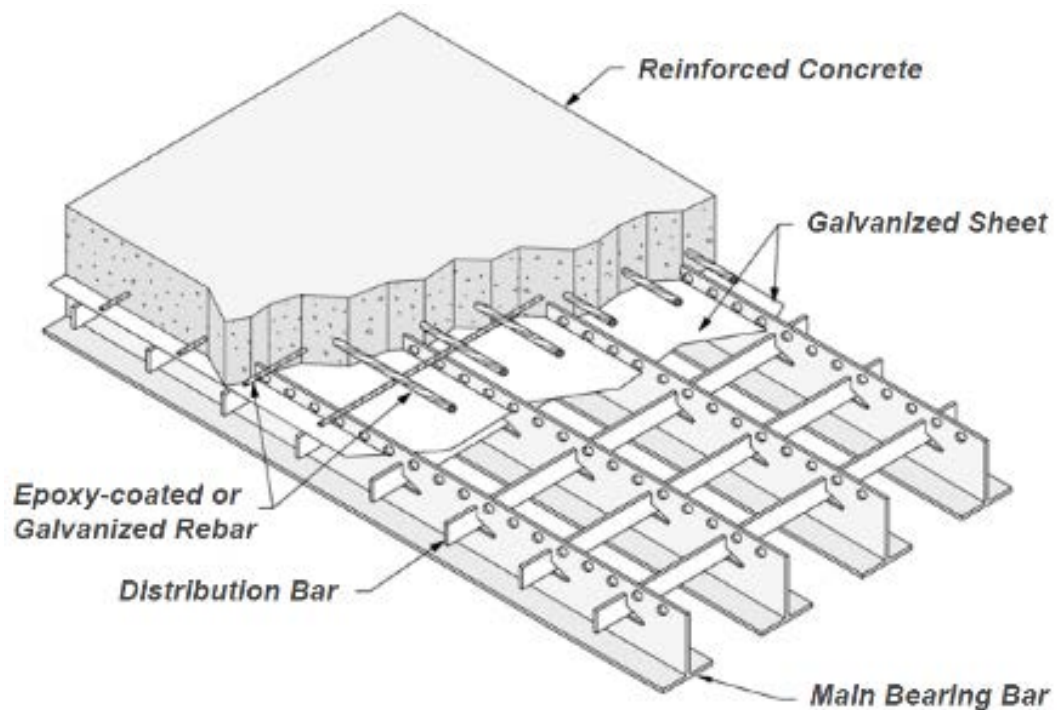 Reinforced Concrete
Galvanized Sheet
Epoxy-coated or
Galvanized Rebar
Distribution Bar
Main Bearing Bar